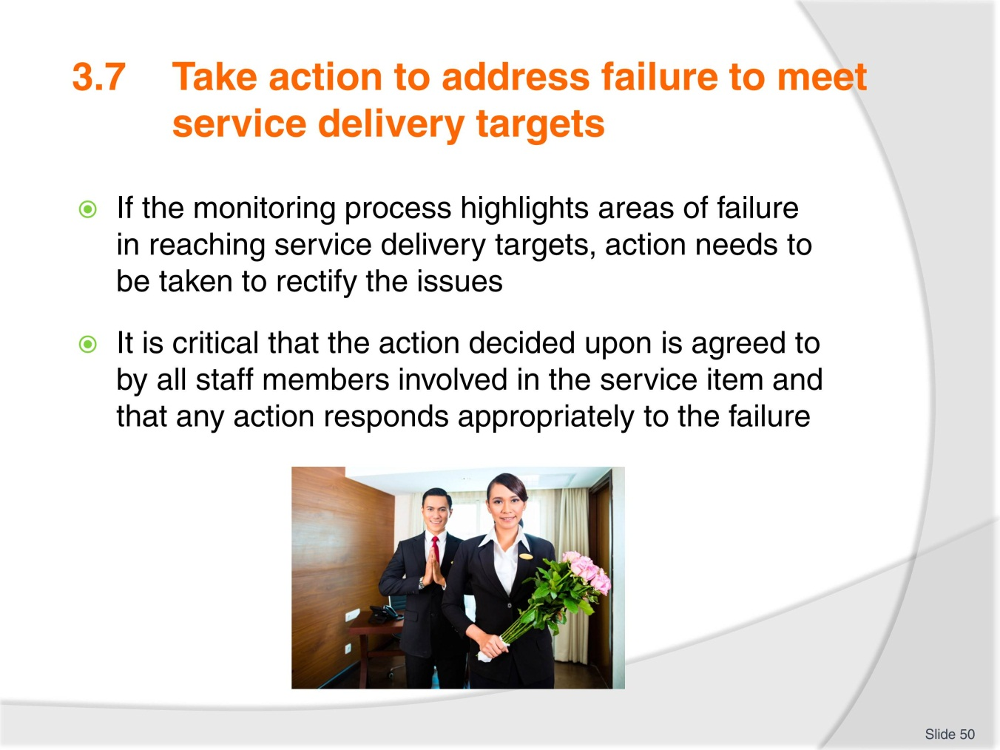 3.7 Take action to address failure to meet
service delivery targets
If the monitoring process highlights areas of failure
in reaching service delivery targets, action needs to
be taken to rectify the issues
It is critical that the action decided upon is agreed to
by all staff members involved in the service item and
that any action responds appropriately to the failure
Slide 50